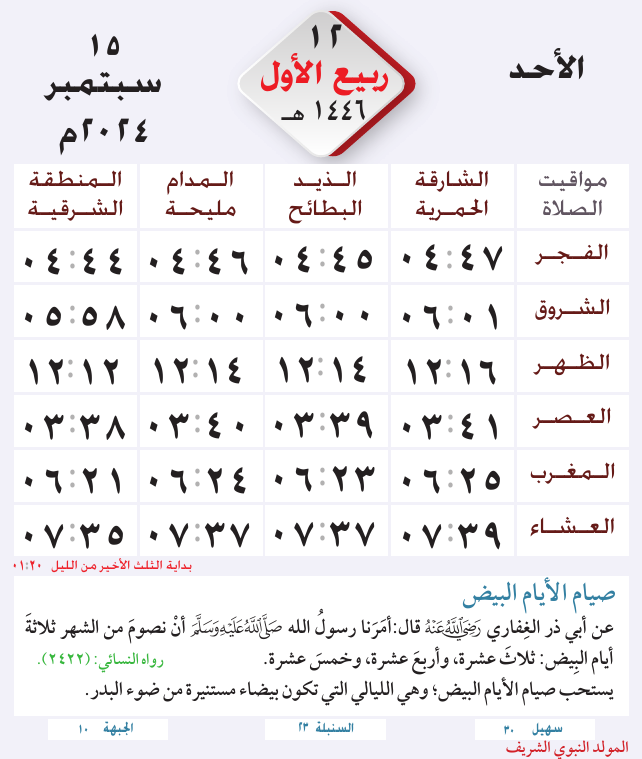 الأحد
١٢
ربيع الأول
١٤٤٦ هـ
١٥
سبتمبر
٢٠٢٤م
مواقيت الصلاة | الشارقة الحمرية | الذيد البطائح | المدام مليحة | المنطقة الشرقية
الفجر ٠٤:٤٧ ٠٤:٤٥ ٠٤:٤٦ ٠٤:٤٤
الشروق ٠٦:٠١ ٠٦:٠٠ ٠٦:٠٠ ٠٥:٥٨
الظهر ١٢:١٦ ١٢:١٤ ١٢:١٤ ١٢:١٢
العصر ٠٣:٤١ ٠٣:٣٩ ٠٣:٤٠ ٠٣:٣٨
المغرب ٠٦:٢٥ ٠٦:٢٣ ٠٦:٢٤ ٠٦:٢١
العشاء ٠٧:٣٩ ٠٧:٣٧ ٠٧:٣٧ ٠٧:٣٥
بداية الثلث الأخير من الليل ٠١:٢٠
صيام الأيام البيض
عن أبي ذر الغِفاري رَضِيَ اللَّهُ عَنْهُ قال: أمَرَنا رسولُ الله صَلَّى اللَّهُ عَلَيْهِ وَسَلَّمَ أنْ نصومَ من الشهر ثلاثةَ
أيام البِيض: ثلاثَ عشرة، وأربعَ عشرة، وخمسَ عشرة. رواه النسائي: (٢٤٢٢).
يستحب صيام الأيام البيض؛ وهي الليالي التي تكون بيضاء مستنيرة من ضوء البدر.
سهيل ٣٠ السنبلة ٢٣ الجبهة ١٠
المولد النبوي الشريف